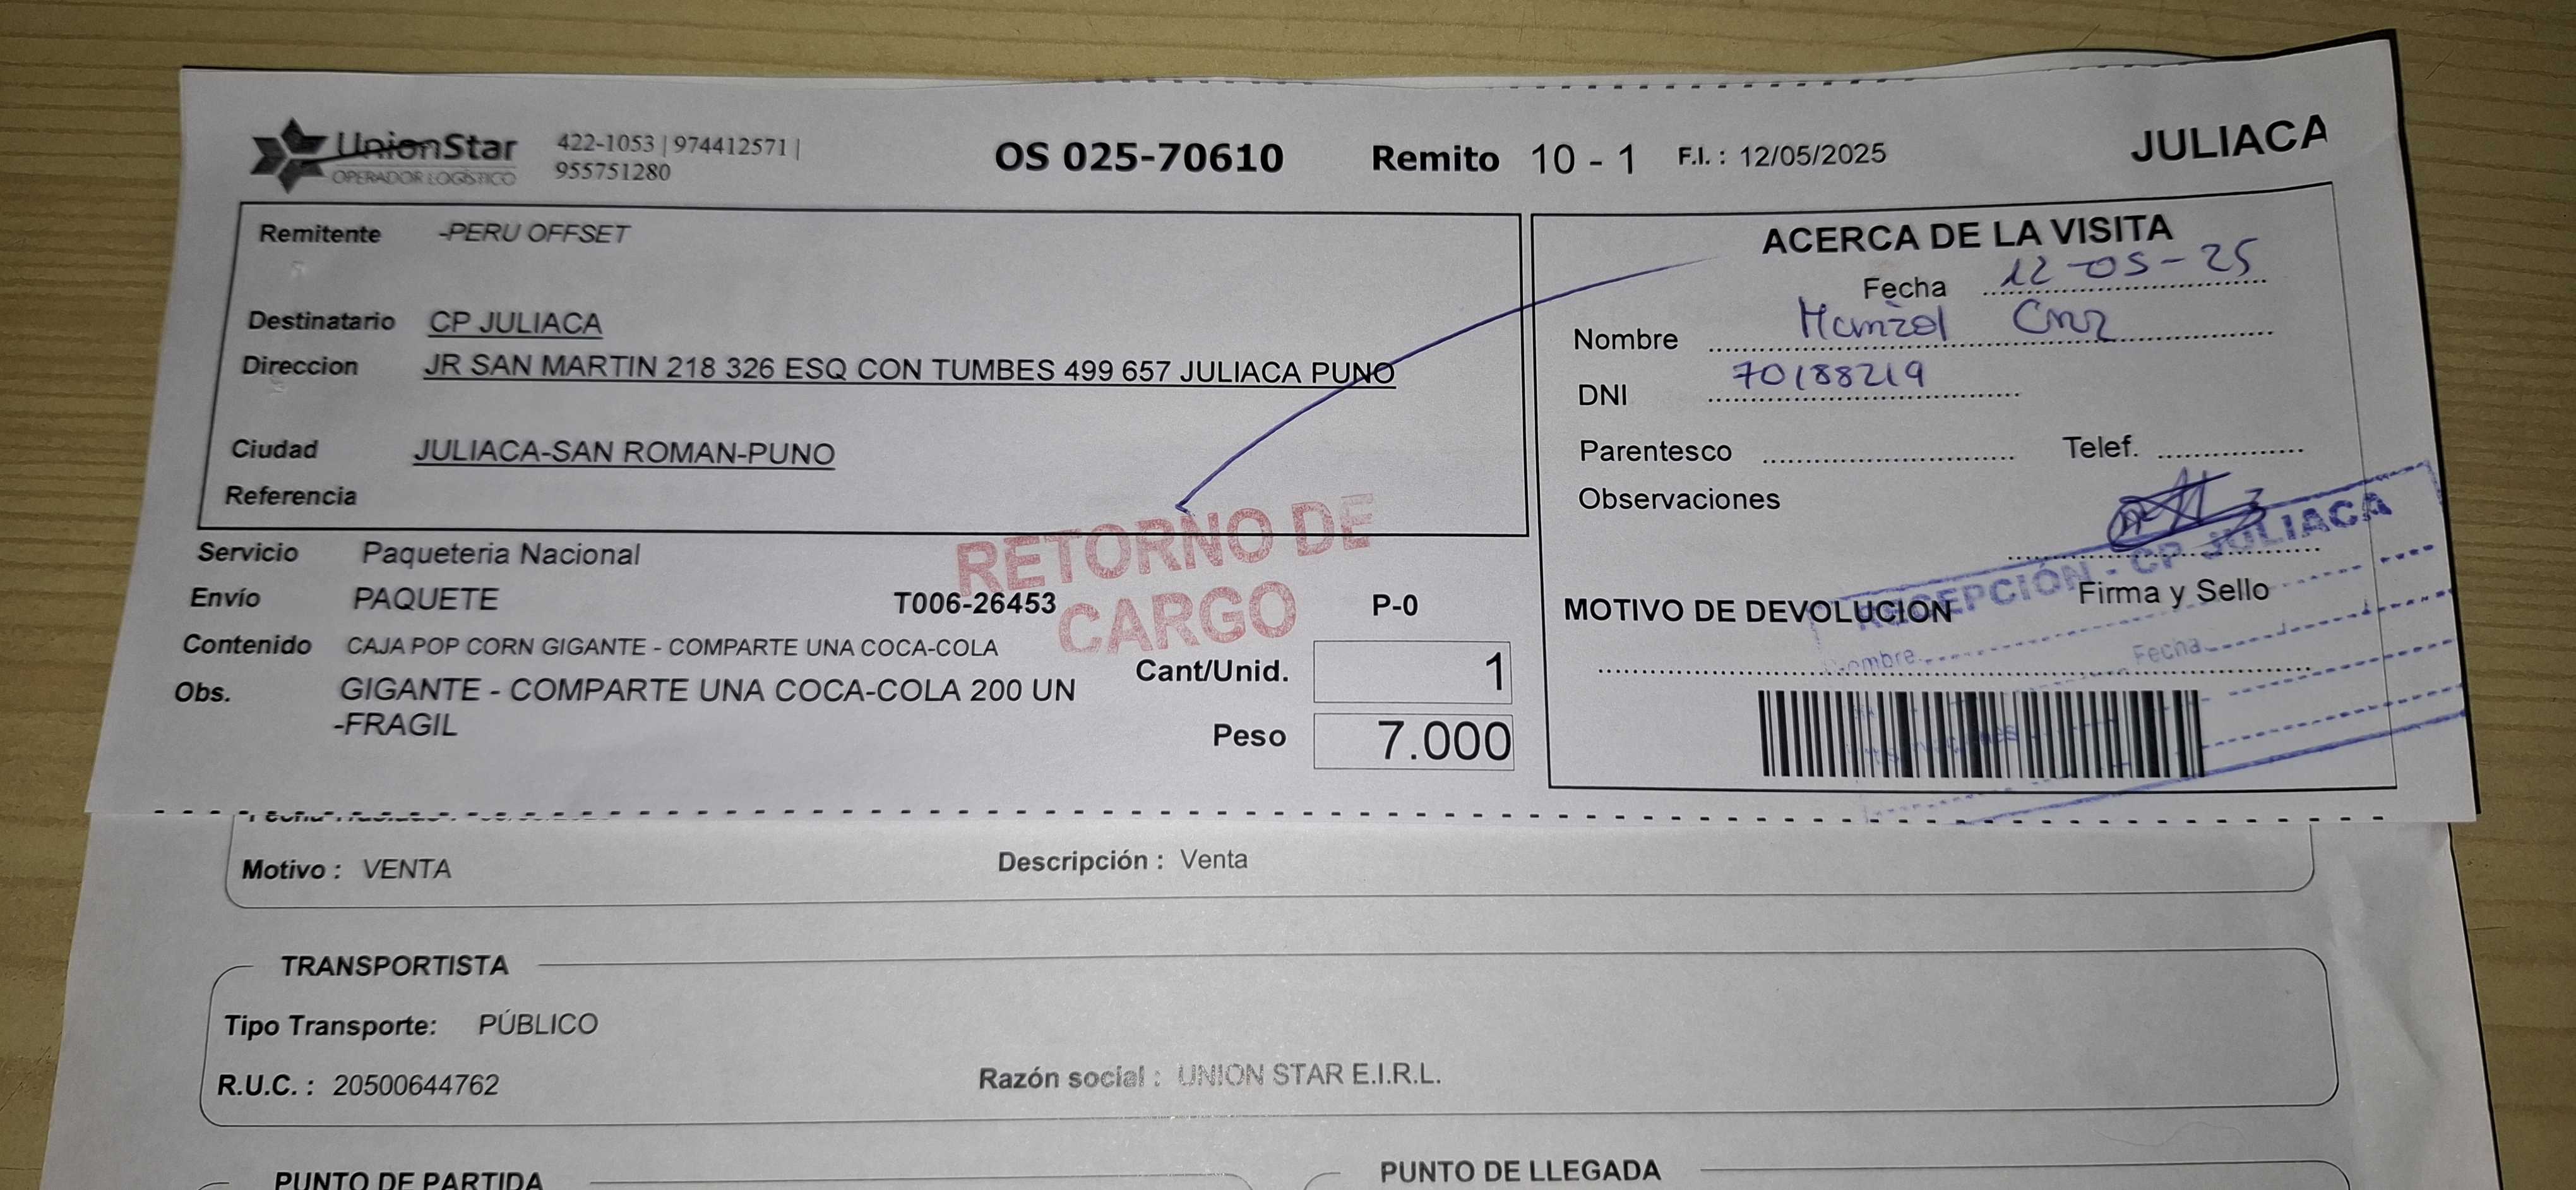 UnionStar
OPERADOR LOGÍSTICO
422-1053 | 974412571 |
955751280
OS 025-70610
Remito 10 - 1
F.I. : 12/05/2025
JULIACA
Remitente -PERU OFFSET
Destinatario CP JULIACA
Direccion JR SAN MARTIN 218 326 ESQ CON TUMBES 499 657 JULIACA PUNO
Ciudad JULIACA-SAN ROMAN-PUNO
Referencia
Servicio Paqueteria Nacional
Envío PAQUETE T006-26453 P-0
RETORNO DE
CARGO
Contenido CAJA POP CORN GIGANTE - COMPARTE UNA COCA-COLA
Cant/Unid. 1
Obs. GIGANTE - COMPARTE UNA COCA-COLA 200 UN
-FRAGIL
Peso 7.000
ACERCA DE LA VISITA
Fecha 12-05-25
Nombre
DNI 70188219
Parentesco Telef.
Observaciones
Firma y Sello
MOTIVO DE DEVOLUCION
RECEPCIÓN - CP JULIACA
Nombre Fecha
Motivo : VENTA Descripción : Venta
TRANSPORTISTA
Tipo Transporte: PÚBLICO
R.U.C. : 20500644762 Razón social : UNION STAR E.I.R.L.
PUNTO DE PARTIDA PUNTO DE LLEGADA